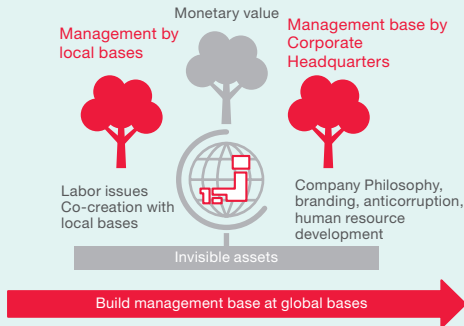 Monetary value
Management by
local bases
Management base by
Corporate
Headquarters
Labor issues
Co-creation with
local bases
Company Philosophy,
branding, anticorruption,
human resource
development
Invisible assets
Build management base at global bases